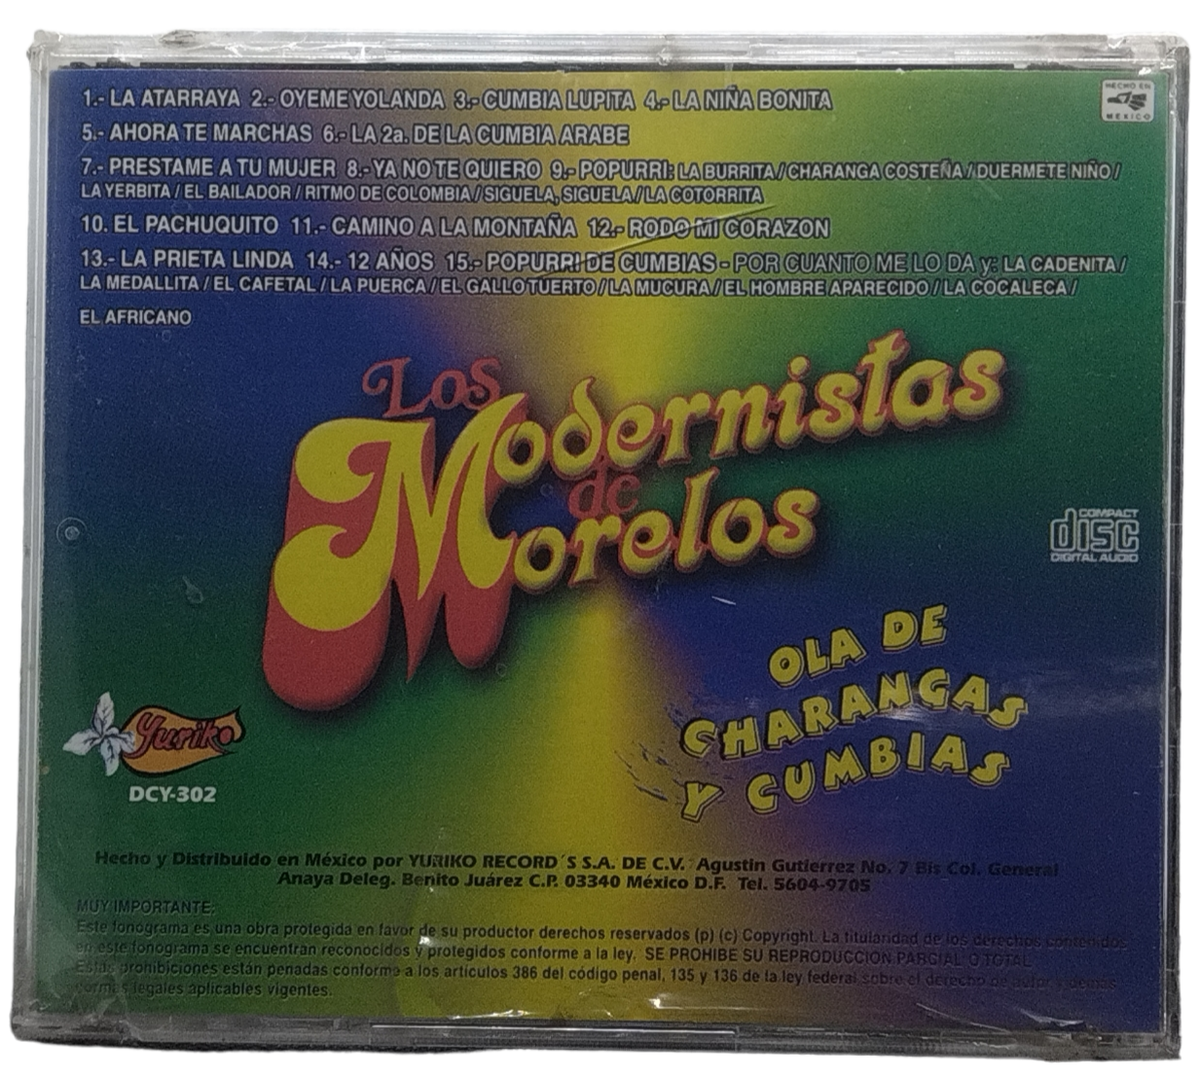 1.- LA ATARRAYA 2.- OYEME YOLANDA 3.- CUMBIA LUPITA 4.- LA NIÑA BONITA
HECHO EN
MEXICO
5.- AHORA TE MARCHAS 6.- LA 2a. DE LA CUMBIA ARABE
7.- PRESTAME A TU MUJER 8.- YA NO TE QUIERO 9.- POPURRI: LA BURRITA / CHARANGA COSTEÑA / DUERMETE NIÑO /
LA YERBITA / EL BAILADOR / RITMO DE COLOMBIA / SIGUELA, SIGUELA / LA COTORRITA
10. EL PACHUQUITO 11.- CAMINO A LA MONTAÑA 12.- RODO MI CORAZON
13.- LA PRIETA LINDA 14.- 12 AÑOS 15.- POPURRI DE CUMBIAS - POR CUANTO ME LO DA y: LA CADENITA /
LA MEDALLITA / EL CAFETAL / LA PUERCA / EL GALLO TUERTO / LA MUCURA / EL HOMBRE APARECIDO / LA COCALECA /
EL AFRICANO
Los
Modernistas
de
Morelos
COMPACT
disc
DIGITAL AUDIO
OLA DE
CHARANGAS
Y CUMBIAS
Yuriko
DCY-302
Hecho y Distribuido en México por YURIKO RECORD´S S.A. DE C.V. Agustin Gutierrez No. 7 Bis Col. General
Anaya Deleg. Benito Juárez C.P. 03340 México D.F. Tel. 5604-9705
MUY IMPORTANTE:
Este fonograma es una obra protegida en favor de su productor derechos reservados (p) (c) Copyright. La titularidad de los derechos contenidos
en este fonograma se encuentran reconocidos y protegidos conforme a la ley. SE PROHIBE SU REPRODUCCION PARCIAL O TOTAL
Estas prohibiciones están penadas conforme a los artículos 386 del código penal, 135 y 136 de la ley federal sobre el derecho de autor y demas
normas legales aplicables vigentes.